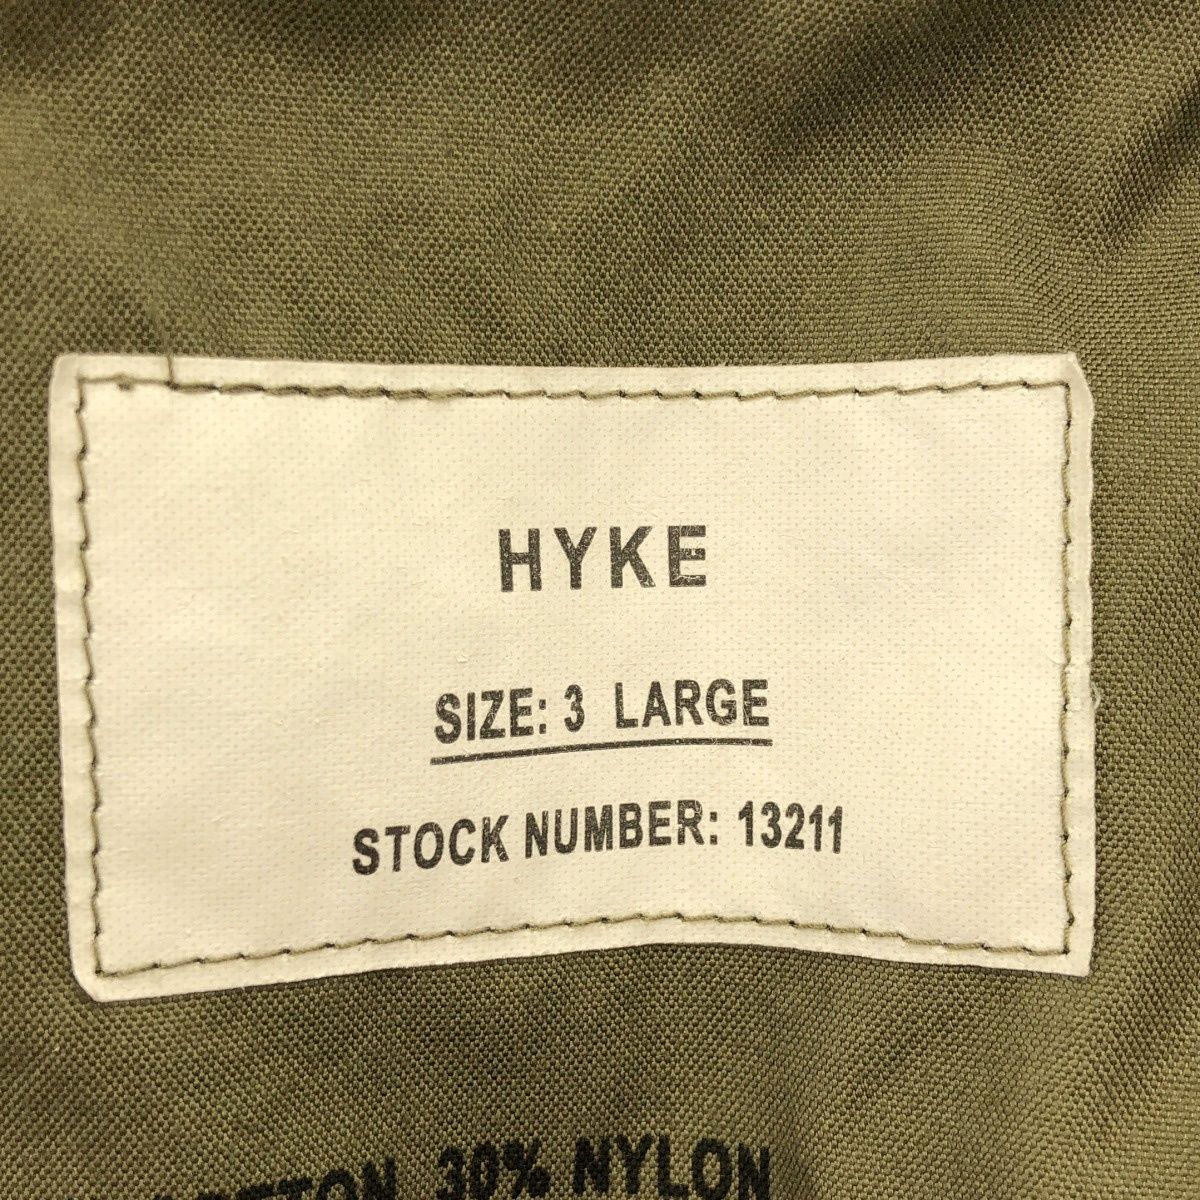 HYKE
SIZE: 3 LARGE
STOCK NUMBER: 13211
30% NYLON